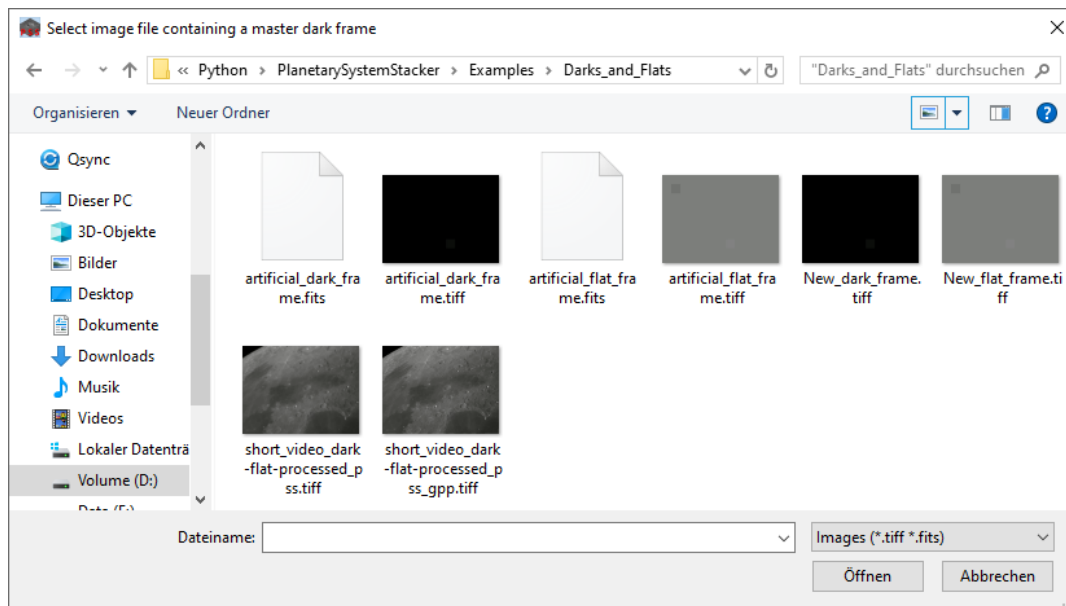 Select image file containing a master dark frame
« Python > PlanetarySystemStacker > Examples > Darks_and_Flats
"Darks_and_Flats" durchsuchen
Organisieren Neuer Ordner
Qsync
Dieser PC
3D-Objekte
Bilder
Desktop
Dokumente
Downloads
Musik
Videos
Lokaler Datenträ
Volume (D:)
artificial_dark_fra
me.fits
artificial_dark_fra
me.tiff
artificial_flat_fra
me.fits
artificial_flat_fra
me.tiff
New_dark_frame.
tiff
New_flat_frame.ti
ff
short_video_dark
-flat-processed_p
ss.tiff
short_video_dark
-flat-processed_p
ss_gpp.tiff
Dateiname:
Images (*.tiff *.fits)
Öffnen Abbrechen